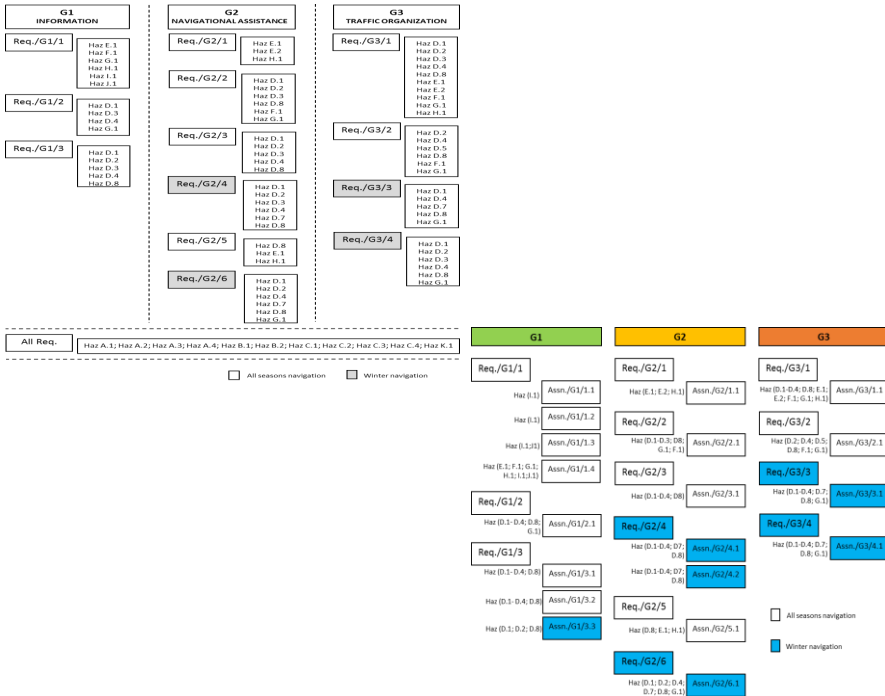 G1
INFORMATION
Req./G1/1
Haz E.1
Haz F.1
Haz G.1
Haz H.1
Haz I.1
Haz J.1
Req./G1/2
Haz D.1
Haz D.3
Haz D.4
Haz G.1
Req./G1/3
Haz D.1
Haz D.2
Haz D.3
Haz D.4
Haz D.8
G2
NAVIGATIONAL ASSISTANCE
Req./G2/1
Haz E.1
Haz E.2
Haz H.1
Req./G2/2
Haz D.1
Haz D.2
Haz D.3
Haz D.8
Haz F.1
Haz G.1
Req./G2/3
Haz D.1
Haz D.2
Haz D.3
Haz D.4
Haz D.8
Req./G2/4
Haz D.1
Haz D.2
Haz D.3
Haz D.4
Haz D.7
Haz D.8
Req./G2/5
Haz D.8
Haz E.1
Haz H.1
Req./G2/6
Haz D.1
Haz D.2
Haz D.4
Haz D.7
Haz D.8
Haz G.1
G3
TRAFFIC ORGANIZATION
Req./G3/1
Haz D.1
Haz D.2
Haz D.3
Haz D.4
Haz D.8
Haz E.1
Haz E.2
Haz F.1
Haz G.1
Haz H.1
Req./G3/2
Haz D.2
Haz D.4
Haz D.5
Haz D.8
Haz F.1
Haz G.1
Req./G3/3
Haz D.1
Haz D.4
Haz D.7
Haz D.8
Haz G.1
Req./G3/4
Haz D.1
Haz D.2
Haz D.3
Haz D.4
Haz D.8
Haz G.1
All Req.
Haz A.1; Haz A.2; Haz A.3; Haz A.4; Haz B.1; Haz B.2; Haz C.1; Haz C.2; Haz C.3; Haz C.4; Haz K.1
All seasons navigation
Winter navigation
G1
Req./G1/1
Haz (I.1)
Assn./G1/1.1
Haz (I.1)
Assn./G1/1.2
Haz (I.1;J1)
Assn./G1/1.3
Haz (E.1; F.1; G.1;
H.1; I.1;J.1)
Assn./G1/1.4
Req./G1/2
Haz (D.1- D.4; D.8;
G.1)
Assn./G1/2.1
Req./G1/3
Haz (D.1- D.4; D.8)
Assn./G1/3.1
Haz (D.1- D.4; D.8)
Assn./G1/3.2
Haz (D.1; D.2; D.8)
Assn./G1/3.3
G2
Req./G2/1
Haz (E.1; E.2; H.1)
Assn./G2/1.1
Req./G2/2
Haz (D.1-D.3; D8;
G.1; F.1)
Assn./G2/2.1
Req./G2/3
Haz (D.1-D.4; D8)
Assn./G2/3.1
Req./G2/4
Haz (D.1-D.4; D7;
D.8)
Assn./G2/4.1
Haz (D.1-D.4; D7;
D.8)
Assn./G2/4.2
Req./G2/5
Haz (D.8; E.1; H.1)
Assn./G2/5.1
Req./G2/6
Haz (D.1; D.2; D.4;
D.7; D.8; G.1)
Assn./G2/6.1
G3
Req./G3/1
Haz (D.1-D.4; D.8; E.1;
E.2; F.1; G.1; H.1)
Assn./G3/1.1
Req./G3/2
Haz (D.2; D.4; D.5;
D.8; F.1; G.1)
Assn./G3/2.1
Req./G3/3
Haz (D.1-D.4; D.7;
D.8; G.1)
Assn./G3/3.1
Req./G3/4
Haz (D.1-D.4; D.7;
D.8; G.1)
Assn./G3/4.1
All seasons navigation
Winter navigation